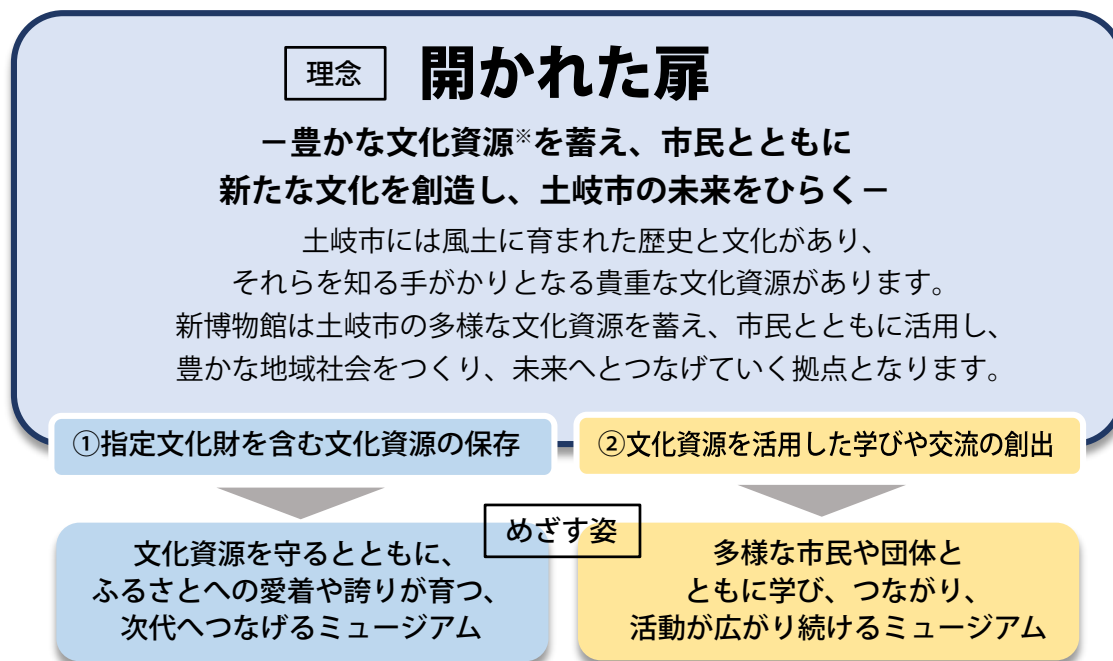 理念
開かれた扉
－豊かな文化資源※を蓄え、市民とともに
新たな文化を創造し、土岐市の未来をひらく－
土岐市には風土に育まれた歴史と文化があり、
それらを知る手がかりとなる貴重な文化資源があります。
新博物館は土岐市の多様な文化資源を蓄え、市民とともに活用し、
豊かな地域社会をつくり、未来へとつなげていく拠点となります。
①指定文化財を含む文化資源の保存
②文化資源を活用した学びや交流の創出
めざす姿
文化資源を守るとともに、
ふるさとへの愛着や誇りが育つ、
次代へつなげるミュージアム
多様な市民や団体と
ともに学び、つながり、
活動が広がり続けるミュージアム